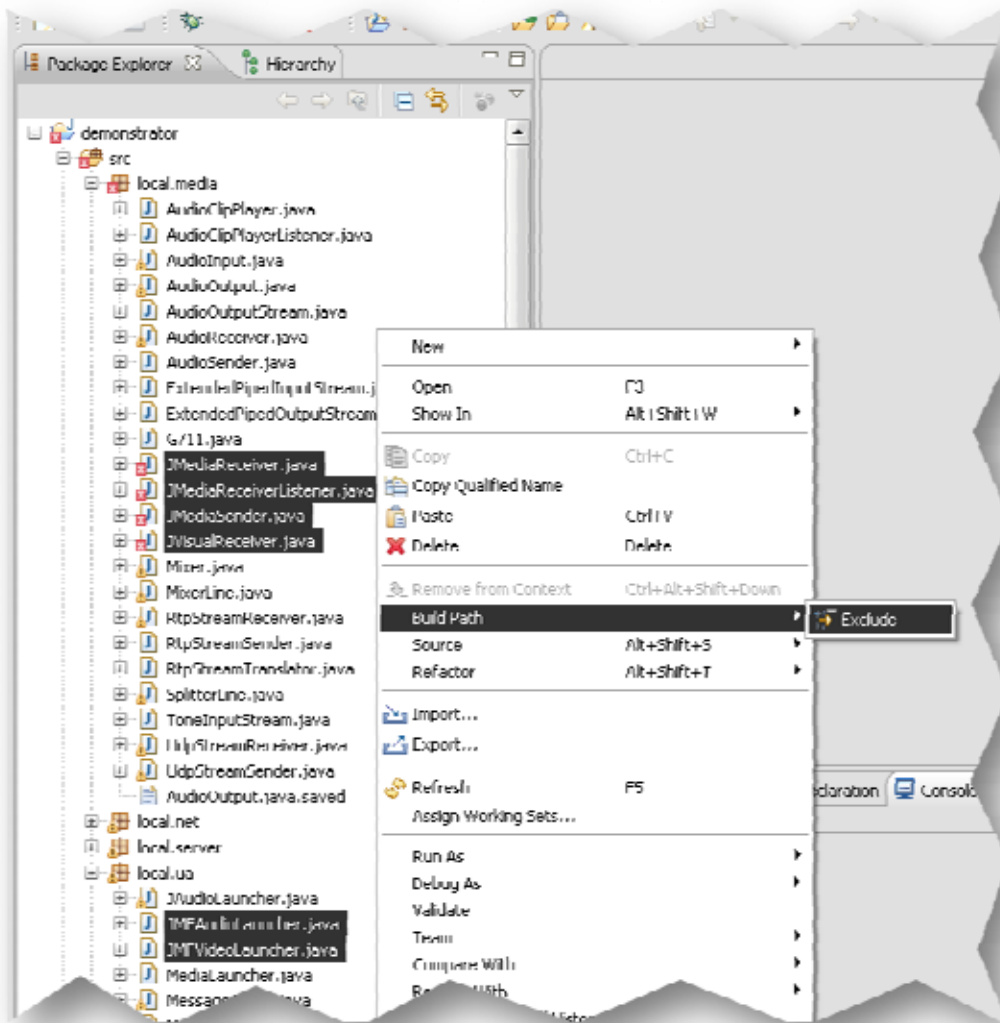 Package Explorer
Hierarchy
demonstrator
src
local.media
AudioClipPlayer.java
AudioClipPlayerListener.java
AudioInput.java
AudioOutput.java
AudioOutputStream.java
AudioReceiver.java
AudioSender.java
ExtendedPipedInputStream.j
ExtendedPipedOutputStream
G711.java
JMediaReceiver.java
JMediaReceiverListener.java
JMediaSender.java
JVisualReceiver.java
Mixer.java
MixerLine.java
RtpStreamReceiver.java
RtpStreamSender.java
RtpStreamTranslator.java
SplitterLine.java
ToneInputStream.java
UdpStreamReceiver.java
UdpStreamSender.java
AudioOutput.java.saved
local.net
local.server
local.ua
JAudioLauncher.java
JMFAudioLauncher.java
JMFVideoLauncher.java
MediaLauncher.java
New
Open F3
Show In Alt+Shift+W
Copy Ctrl+C
Copy Qualified Name
Paste Ctrl+V
Delete Delete
Remove from Context Ctrl+Alt+Shift+Down
Build Path
Exclude
Source Alt+Shift+S
Refactor Alt+Shift+T
Import...
Export...
Refresh F5
Assign Working Sets...
Run As
Debug As
Validate
Team
Compare With
With
claration
Console